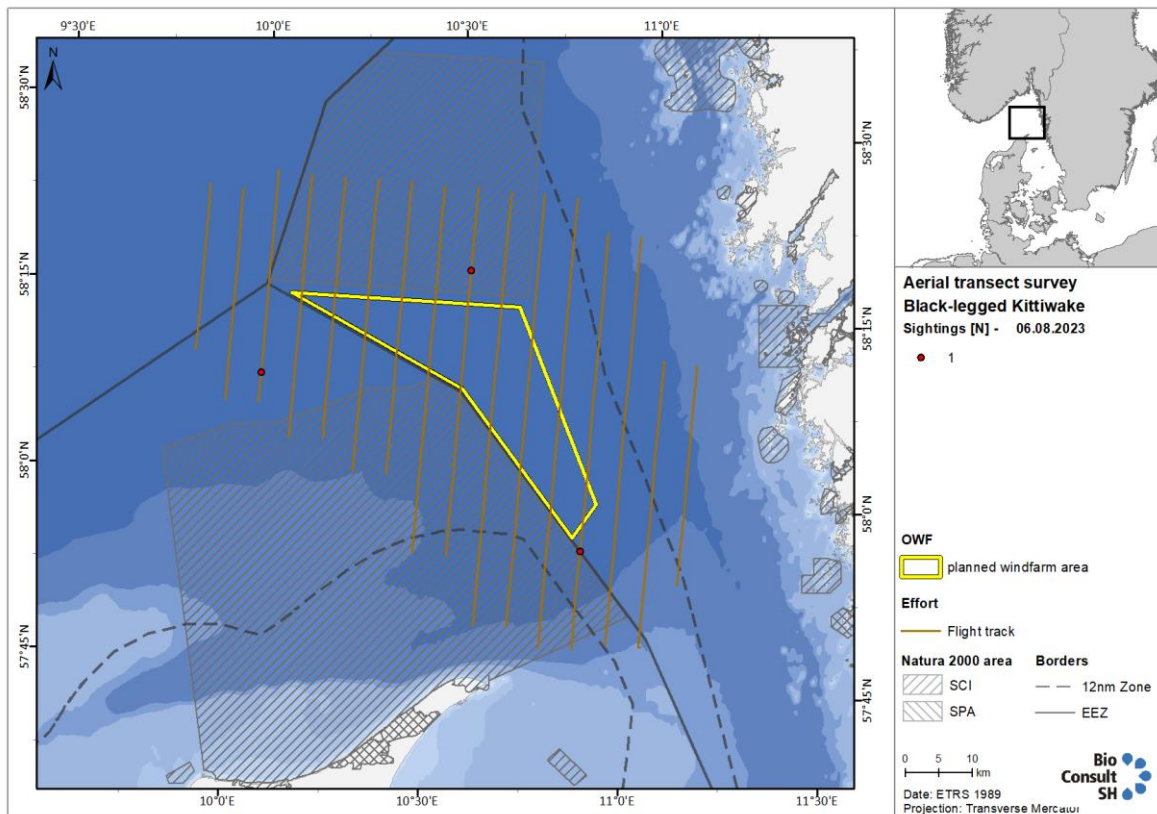 9°30'E 10°0'E 10°30'E 11°0'E
N
58°30'N
58°15'N
58°0'N
57°45'N
58°30'N
58°15'N
58°0'N
57°45'N
10°0'E 10°30'E 11°0'E 11°30'E
Aerial transect survey
Black-legged Kittiwake
Sightings [N] - 06.08.2023
1
OWF
planned windfarm area
Effort
Flight track
Natura 2000 area Borders
SCI 12nm Zone
SPA EEZ
0 5 10
km
Date: ETRS 1989
Projection: Transverse Mercator
Bio
Consult
SH